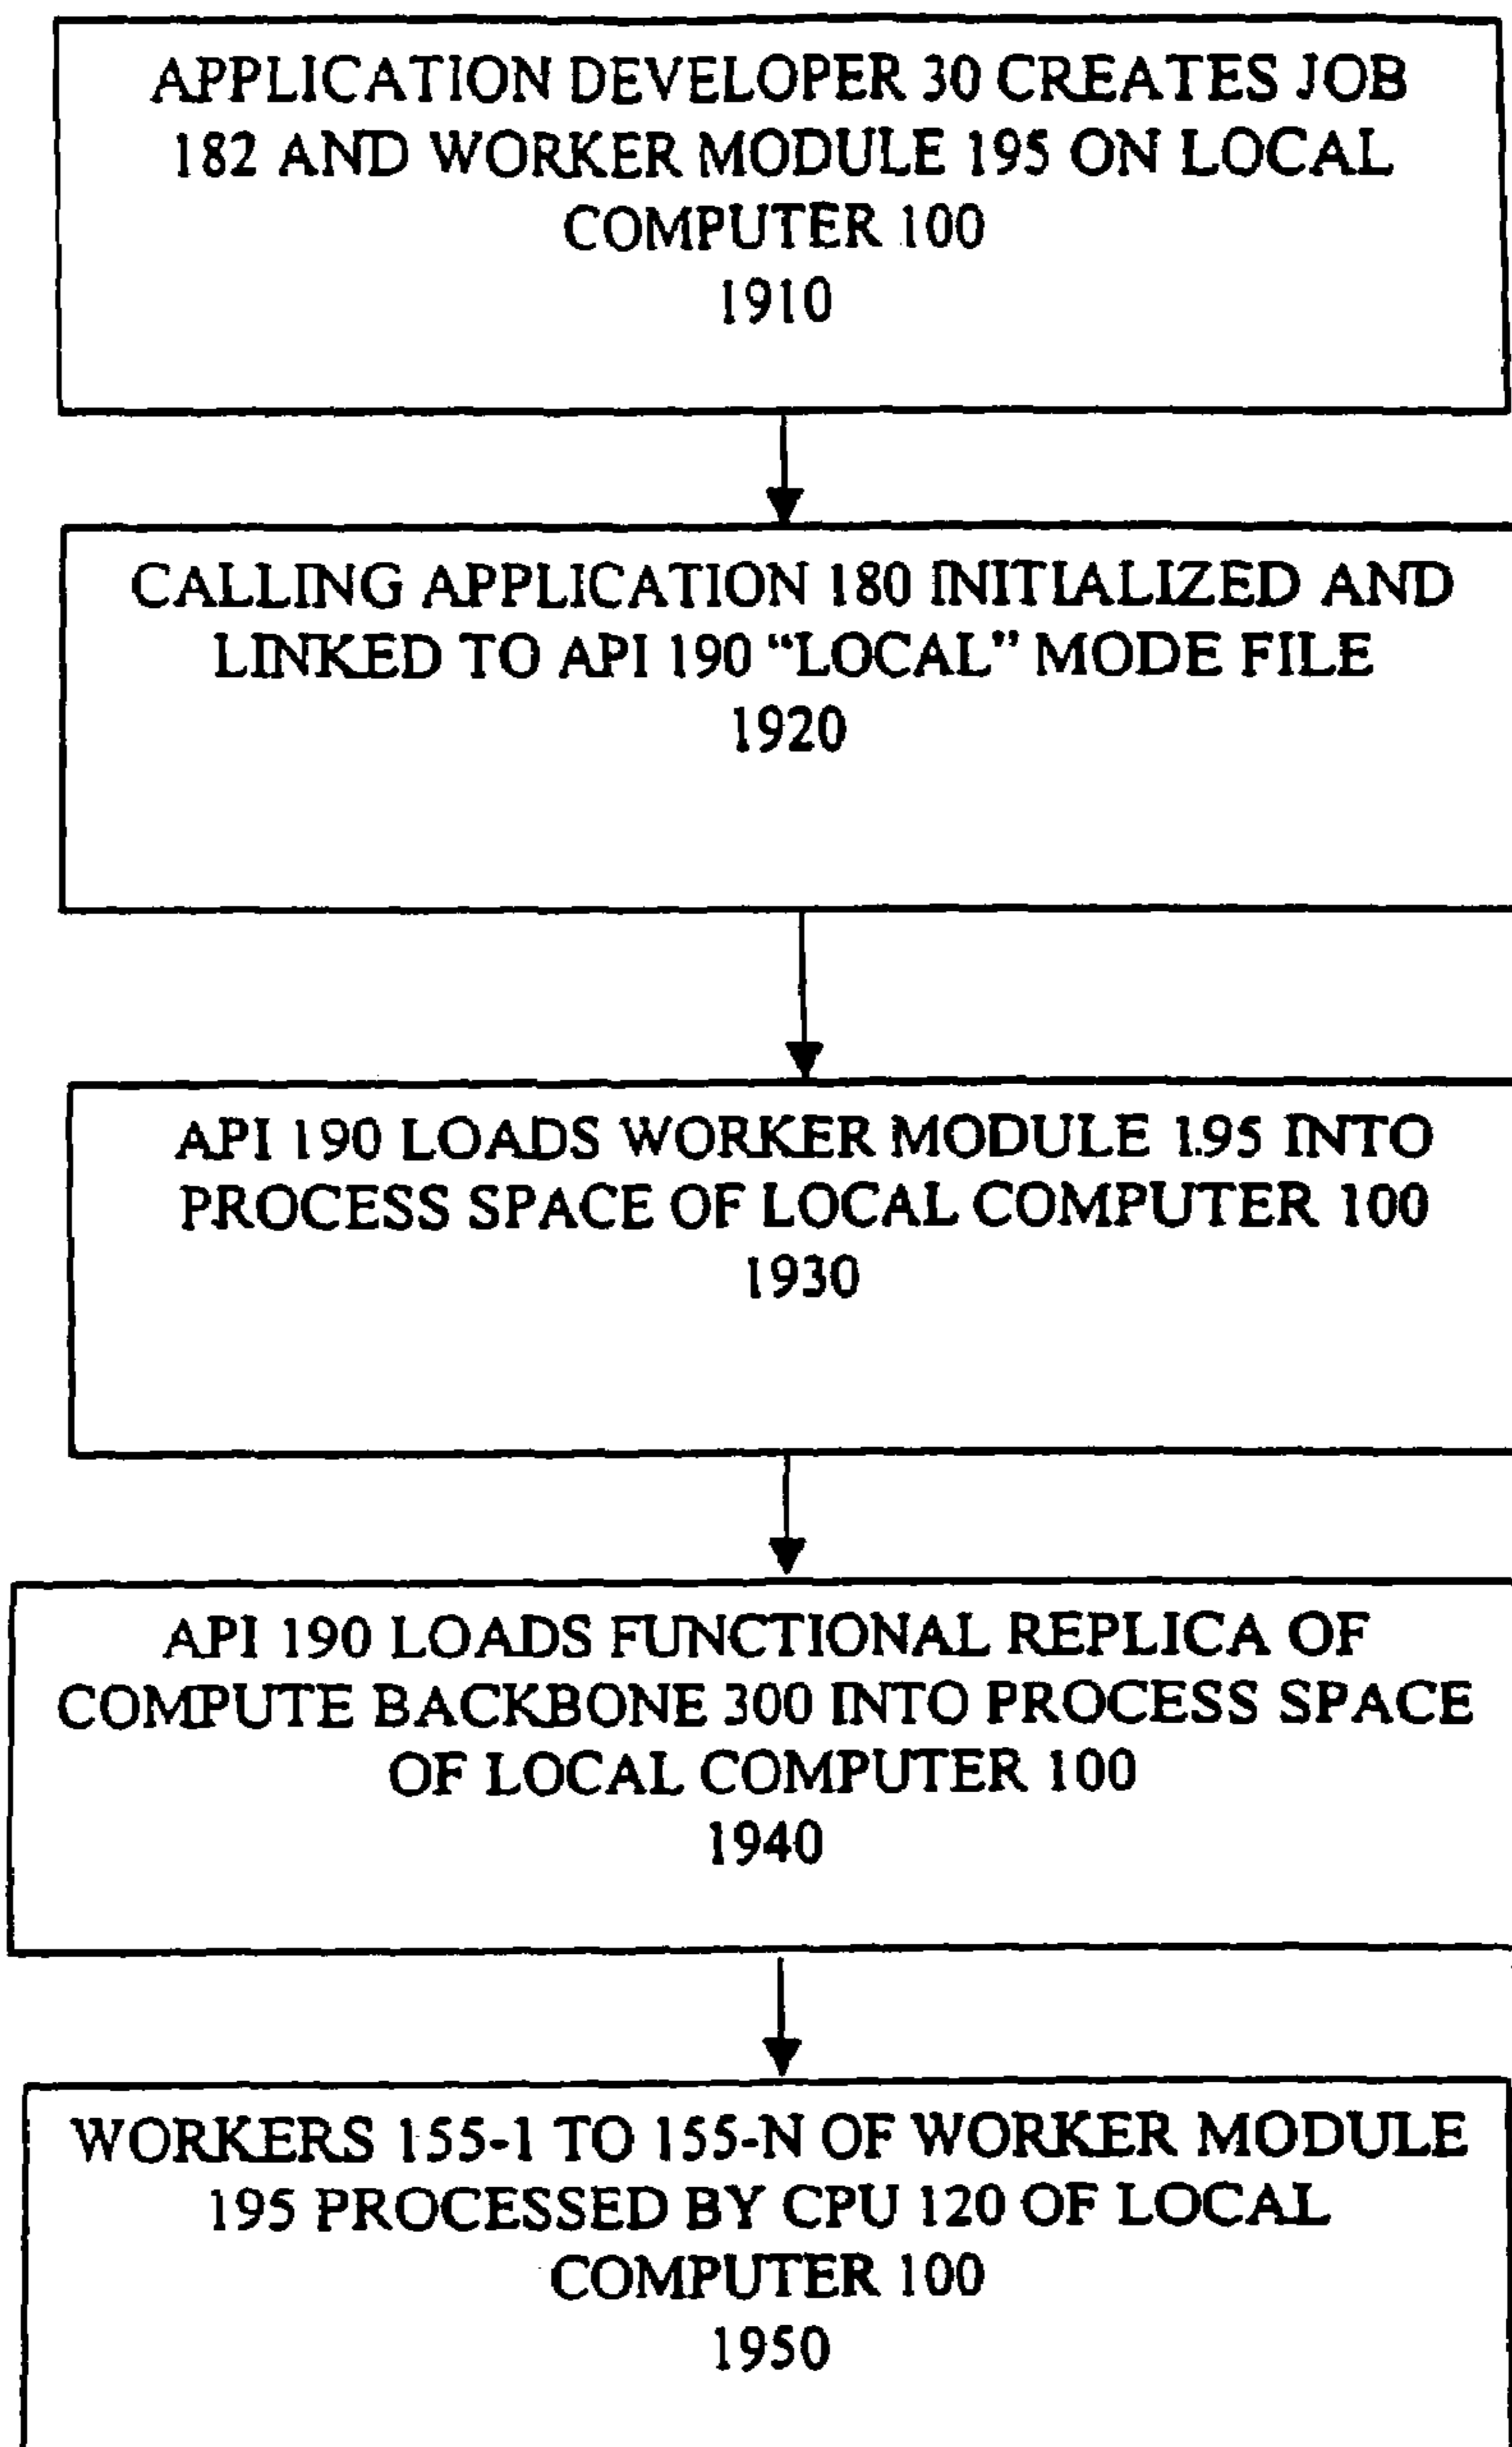 APPLICATION DEVELOPER 30 CREATES JOB
182 AND WORKER MODULE 195 ON LOCAL
COMPUTER 100
1910
CALLING APPLICATION 180 INITIALIZED AND
LINKED TO API 190 “LOCAL” MODE FILE
1920
API 190 LOADS WORKER MODULE 195 INTO
PROCESS SPACE OF LOCAL COMPUTER 100
1930
API 190 LOADS FUNCTIONAL REPLICA OF
COMPUTE BACKBONE 300 INTO PROCESS SPACE
OF LOCAL COMPUTER 100
1940
WORKERS 155-1 TO 155-N OF WORKER MODULE
195 PROCESSED BY CPU 120 OF LOCAL
COMPUTER 100
1950